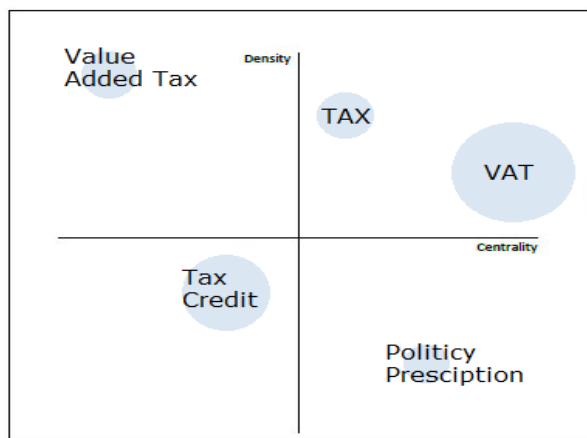 Value
Added Tax
Density
TAX
VAT
Centrality
Tax
Credit
Politicy
Presciption